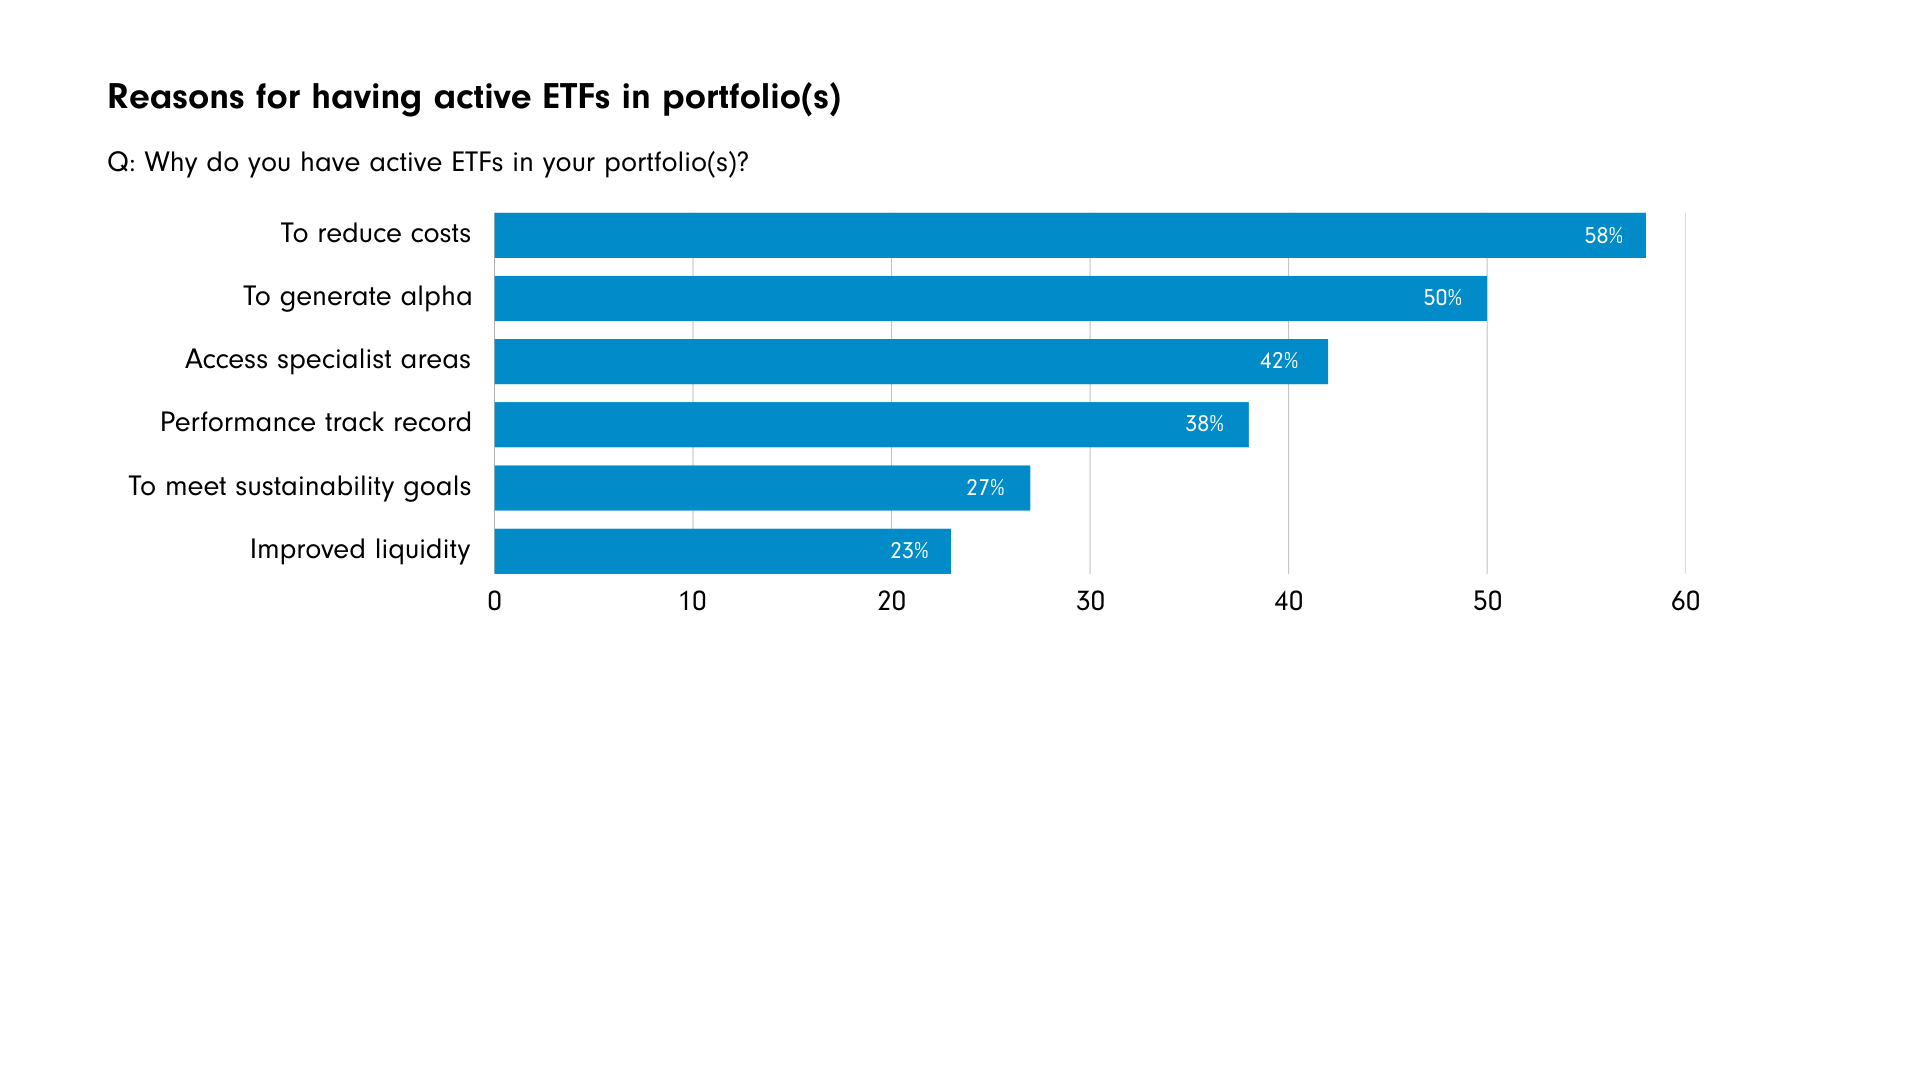 Reasons for having active ETFs in portfolio(s)
Q: Why do you have active ETFs in your portfolio(s)?
To reduce costs 58%
To generate alpha 50%
Access specialist areas 42%
Performance track record 38%
To meet sustainability goals 27%
Improved liquidity 23%
0 10 20 30 40 50 60